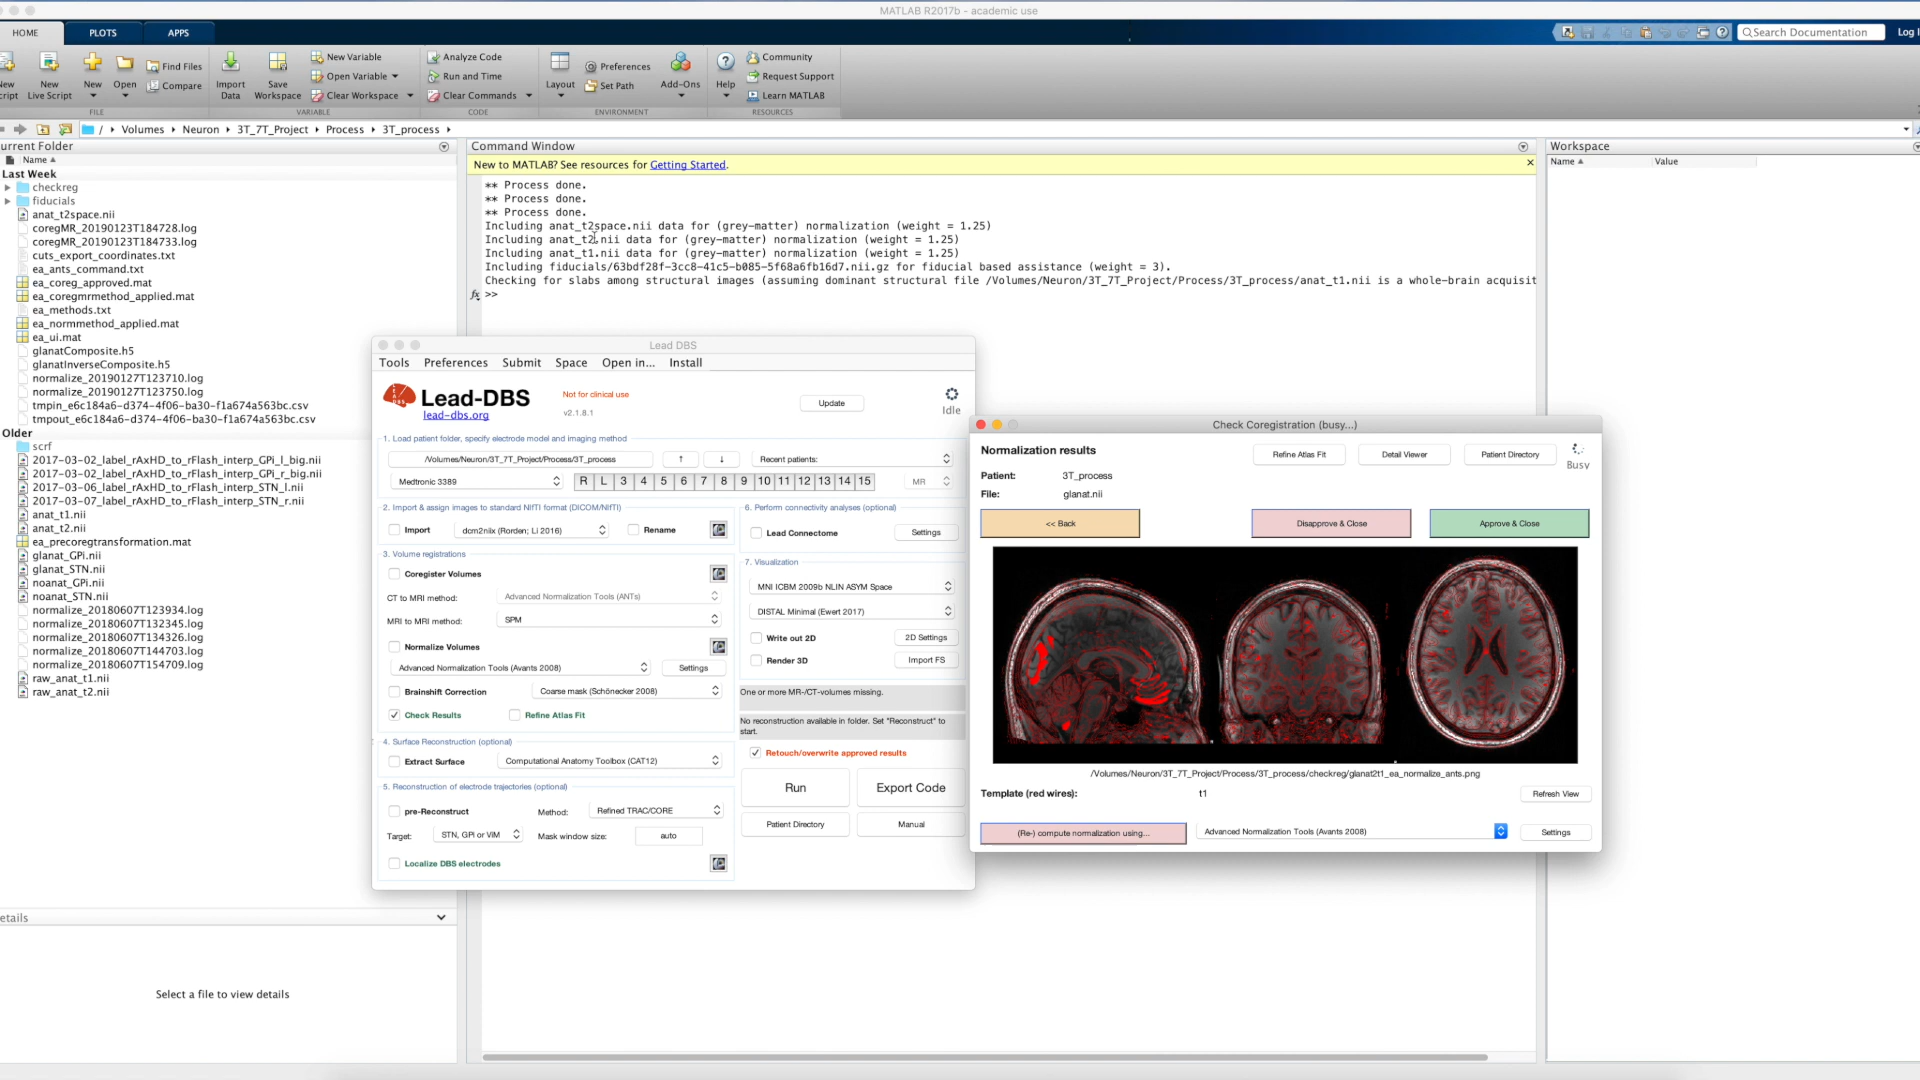 MATLAB R2017b - academic use
HOME
PLOTS
APPS
Search Documentation
Log
New
Script
New
Live Script
New
Open
Find Files
Compare
Import
Data
Save
Workspace
New Variable
Open Variable
Clear Workspace
Analyze Code
Run and Time
Clear Commands
Layout
Preferences
Set Path
Add-Ons
Help
Community
Request Support
Learn MATLAB
FILE
VARIABLE
CODE
ENVIRONMENT
RESOURCES
/ Volumes Neuron 3T_7T_Project Process 3T_process
urrent Folder
Name
Last Week
checkreg
fiducials
anat_t2space.nii
coregMR_20190123T184728.log
coregMR_20190123T184733.log
cuts_export_coordinates.txt
ea_ants_command.txt
ea_coreg_approved.mat
ea_coregmrmethod_applied.mat
ea_methods.txt
ea_normmethod_applied.mat
ea_ui.mat
glanatComposite.h5
glanatInverseComposite.h5
normalize_20190127T123710.log
normalize_20190127T123750.log
tmpin_e6c184a6-d374-4f06-ba30-f1a674a563bc.csv
tmpout_e6c184a6-d374-4f06-ba30-f1a674a563bc.csv
Older
scrf
2017-03-02_label_rAxHD_to_rFlash_interp_GPi_l_big.nii
2017-03-02_label_rAxHD_to_rFlash_interp_GPi_r_big.nii
2017-03-06_label_rAxHD_to_rFlash_interp_STN_l.nii
2017-03-07_label_rAxHD_to_rFlash_interp_STN_r.nii
anat_t1.nii
anat_t2.nii
ea_precoregtransformation.mat
glanat_GPi.nii
glanat_STN.nii
noanat_GPi.nii
noanat_STN.nii
normalize_20180607T123934.log
normalize_20180607T132345.log
normalize_20180607T134326.log
normalize_20180607T144703.log
normalize_20180607T154709.log
raw_anat_t1.nii
raw_anat_t2.nii
etails
Select a file to view details
Command Window
New to MATLAB? See resources for Getting Started.
** Process done.
** Process done.
** Process done.
Including anat_t2space.nii data for (grey-matter) normalization (weight = 1.25)
Including anat_t2.nii data for (grey-matter) normalization (weight = 1.25)
Including anat_t1.nii data for (grey-matter) normalization (weight = 1.25)
Including fiducials/63bdf28f-3cc8-41c5-b085-5f68a6fb16d7.nii.gz for fiducial based assistance (weight = 3).
Checking for slabs among structural images (assuming dominant structural file /Volumes/Neuron/3T_7T_Project/Process/3T_process/anat_t1.nii is a whole-brain acquisit
fx >>
Workspace
Name Value
Lead DBS
Tools Preferences Submit Space Open in... Install
Lead-DBS
lead-dbs.org
Not for clinical use
v2.1.8.1
Update
Idle
1. Load patient folder, specify electrode model and imaging method
/Volumes/Neuron/3T_7T_Project/Process/3T_process
↑
↓
Recent patients:
Medtronic 3389
R L 3 4 5 6 7 8 9 10 11 12 13 14 15
MR
2. Import & assign images to standard NIfTI format (DICOM/NIfTI)
Import
dcm2niix (Rorden; Li 2016)
Rename
3. Volume registrations
Coregister Volumes
CT to MRI method:
Advanced Normalization Tools (ANTs)
MRI to MRI method:
SPM
Normalize Volumes
Advanced Normalization Tools (Avants 2008)
Settings
Brainshift Correction
Coarse mask (Schönecker 2008)
Check Results
Refine Atlas Fit
4. Surface Reconstruction (optional)
Extract Surface
Computational Anatomy Toolbox (CAT12)
5. Reconstruction of electrode trajectories (optional)
pre-Reconstruct
Method:
Refined TRAC/CORE
Target:
STN, GPi or ViM
Mask window size:
auto
Localize DBS electrodes
6. Perform connectivity analyses (optional)
Lead Connectome
Settings
7. Visualization
MNI ICBM 2009b NLIN ASYM Space
DISTAL Minimal (Ewert 2017)
Write out 2D
2D Settings
Render 3D
Import FS
One or more MR-/CT-volumes missing.
No reconstruction available in folder. Set "Reconstruct" to
start.
Retouch/overwrite approved results
Run
Export Code
Patient Directory
Manual
Check Coregistration (busy...)
Normalization results
Refine Atlas Fit
Detail Viewer
Patient Directory
Busy
Patient:
3T_process
File:
glanat.nii
<< Back
Disapprove & Close
Approve & Close
/Volumes/Neuron/3T_7T_Project/Process/3T_process/checkreg/glanat2t1_ea_normalize_ants.png
Template (red wires):
t1
Refresh View
(Re-) compute normalization using...
Advanced Normalization Tools (Avants 2008)
Settings